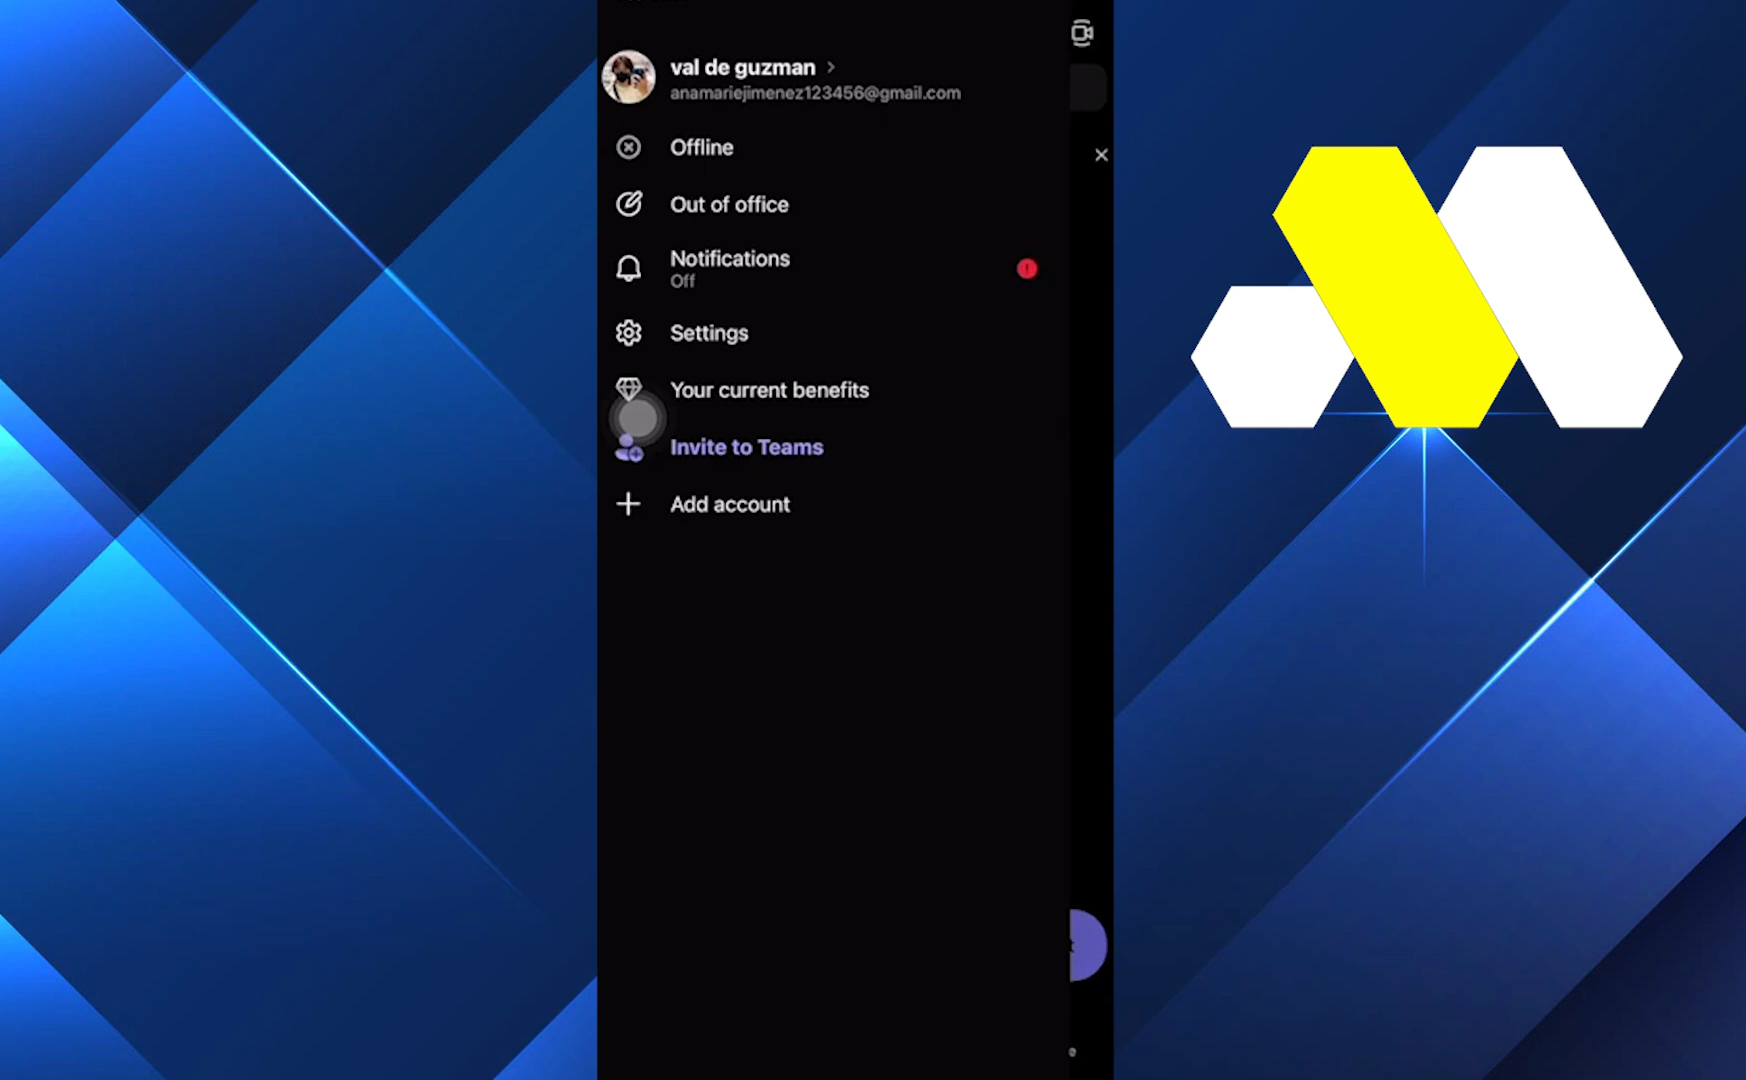 val de guzman
anamariejimenez123456@gmail.com
Offline
Out of office
Notifications
Off
Settings
Your current benefits
Invite to Teams
Add account